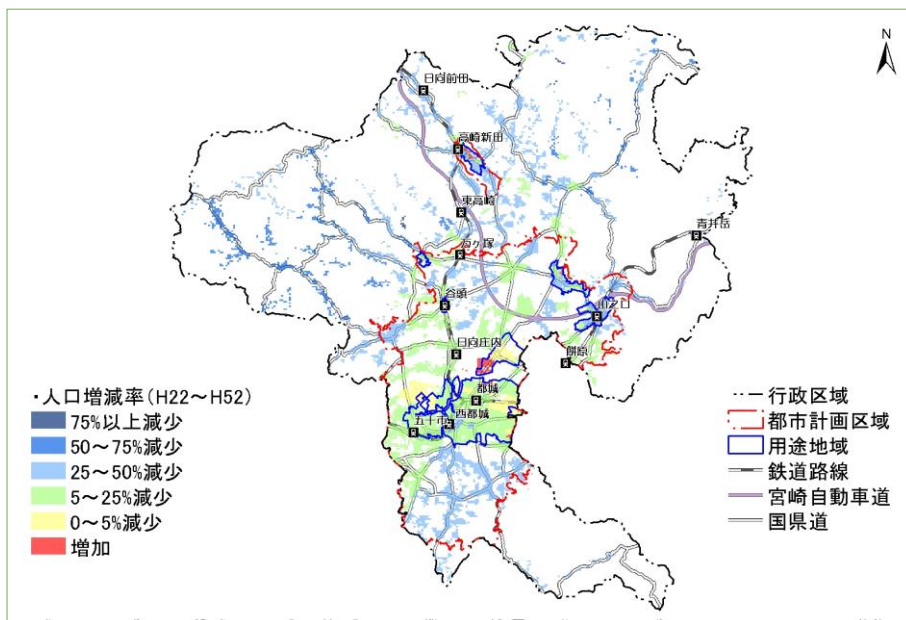 N
日向前田
高崎新田
東高崎
青井岳
万ヶ塚
谷頭
山之口
日向庄内
餅原
都城
西都城
五十市
・人口増減率(H22～H52)
75%以上減少
50～75%減少
25～50%減少
5～25%減少
0～5%減少
増加
行政区域
都市計画区域
用途地域
鉄道路線
宮崎自動車道
国県道